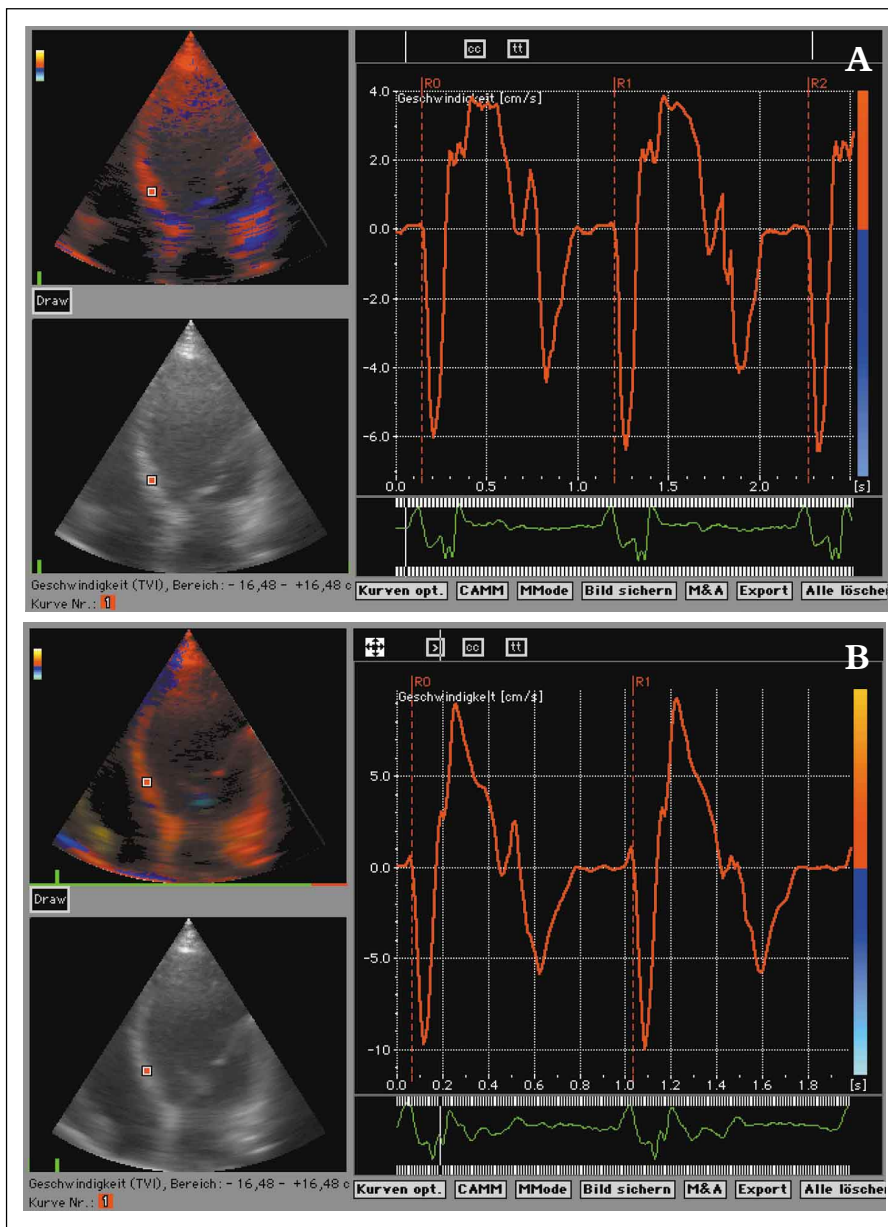 cc tt
A
R0 R1 R2
Geschwindigkeit [cm/s]
4.0
2.0
0.0
-2.0
-4.0
-6.0
0.0 0.5 1.0 1.5 2.0 [s]
Draw
Geschwindigkeit (TVI), Bereich: - 16,48 - +16,48 c
Kurve Nr.: 1
Kurven opt. CAMM MMode Bild sichern M&A Export Alle lösche
> cc tt
B
R0 R1
Geschwindigkeit [cm/s]
5.0
0.0
-5.0
-10
0.0 0.2 0.4 0.6 0.8 1.0 1.2 1.4 1.6 1.8 [s]
Draw
Geschwindigkeit (TVI), Bereich: - 16,48 - +16,48 c
Kurve Nr.: 1
Kurven opt. CAMM MMode Bild sichern M&A Export Alle lösche